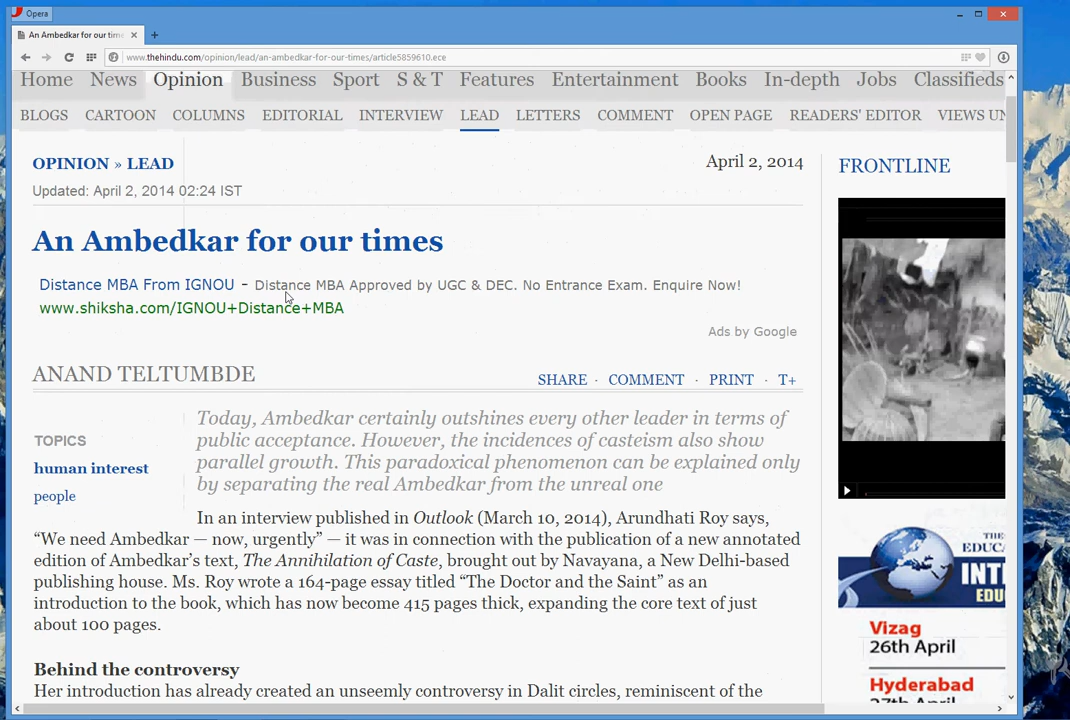 Opera
An Ambedkar for our time
www.thehindu.com/opinion/lead/an-ambedkar-for-our-times/article5859610.ece
Home News Opinion Business Sport S & T Features Entertainment Books In-depth Jobs Classifieds
BLOGS CARTOON COLUMNS EDITORIAL INTERVIEW LEAD LETTERS COMMENT OPEN PAGE READERS' EDITOR VIEWS UN
OPINION » LEAD
April 2, 2014
FRONTLINE
Updated: April 2, 2014 02:24 IST
An Ambedkar for our times
Distance MBA From IGNOU - Distance MBA Approved by UGC & DEC. No Entrance Exam. Enquire Now!
www.shiksha.com/IGNOU+Distance+MBA
Ads by Google
ANAND TELTUMBDE
SHARE · COMMENT · PRINT · T+
TOPICS
human interest
people
Today, Ambedkar certainly outshines every other leader in terms of
public acceptance. However, the incidences of casteism also show
parallel growth. This paradoxical phenomenon can be explained only
by separating the real Ambedkar from the unreal one
In an interview published in Outlook (March 10, 2014), Arundhati Roy says,
“We need Ambedkar — now, urgently” — it was in connection with the publication of a new annotated
edition of Ambedkar’s text, The Annihilation of Caste, brought out by Navayana, a New Delhi-based
publishing house. Ms. Roy wrote a 164-page essay titled “The Doctor and the Saint” as an
introduction to the book, which has now become 415 pages thick, expanding the core text of just
about 100 pages.
Behind the controversy
Her introduction has already created an unseemly controversy in Dalit circles, reminiscent of the
THE
EDUCA
INT
EDU
Vizag
26th April
Hyderabad
27th April